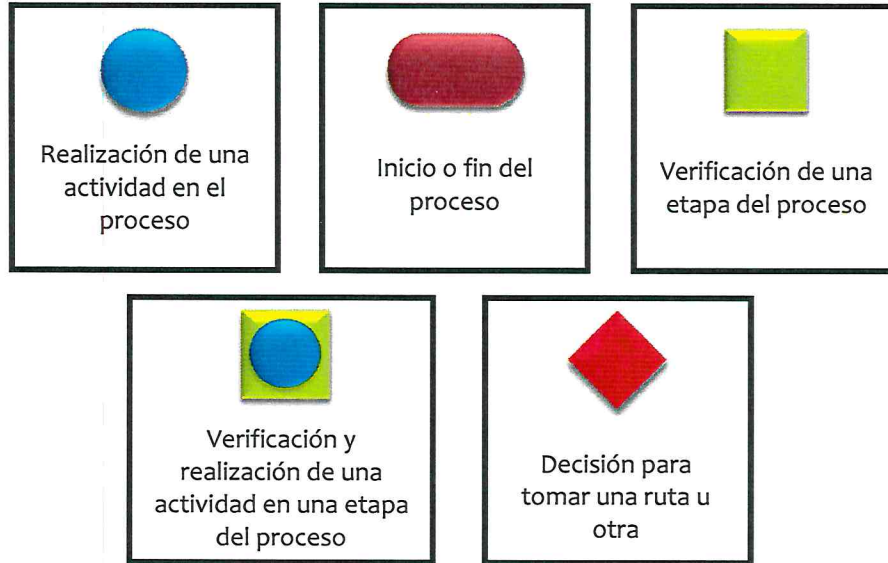 Realización de una
actividad en el
proceso
Inicio o fin del
proceso
Verificación de una
etapa del proceso
Verificación y
realización de una
actividad en una etapa
del proceso
Decisión para
tomar una ruta u
otra